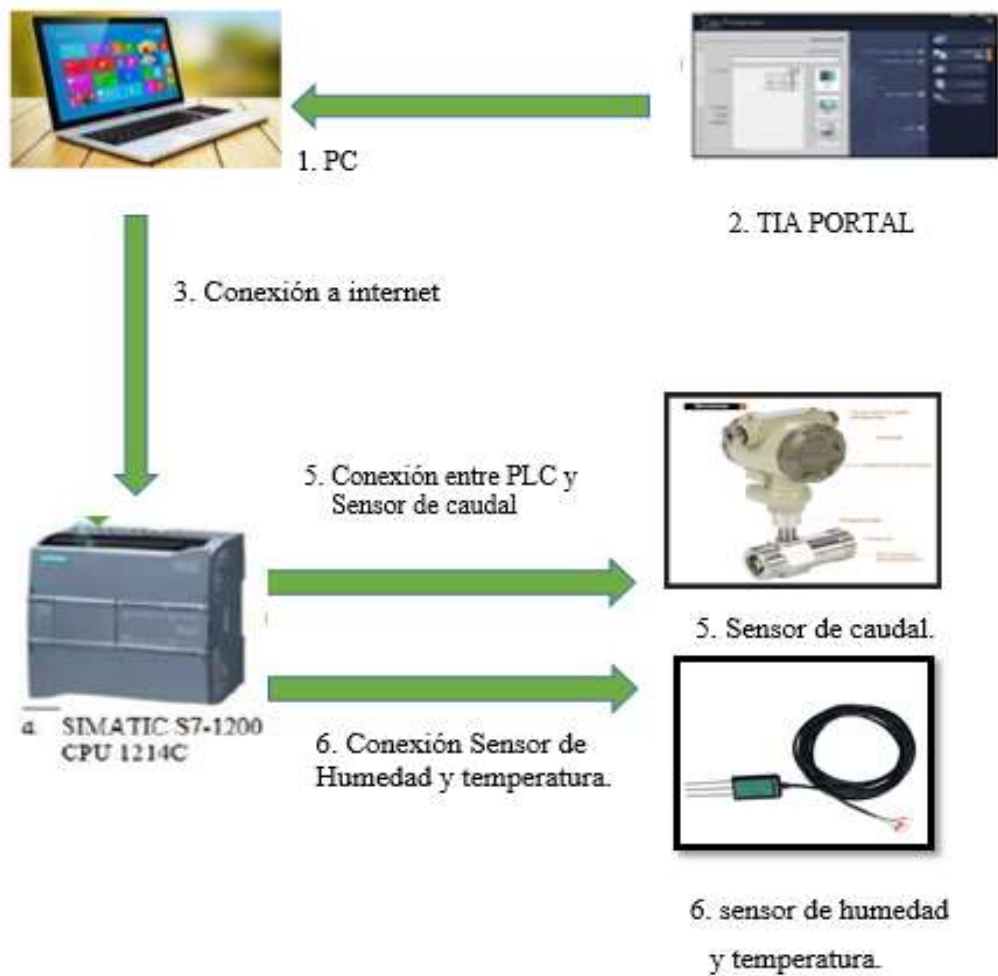 1. PC
2. TIA PORTAL
3. Conexión a internet
5. Conexión entre PLC y
Sensor de caudal
5. Sensor de caudal.
a. SIMATIC S7-1200
CPU 1214C
6. Conexión Sensor de
Humedad y temperatura.
6. sensor de humedad
y temperatura.